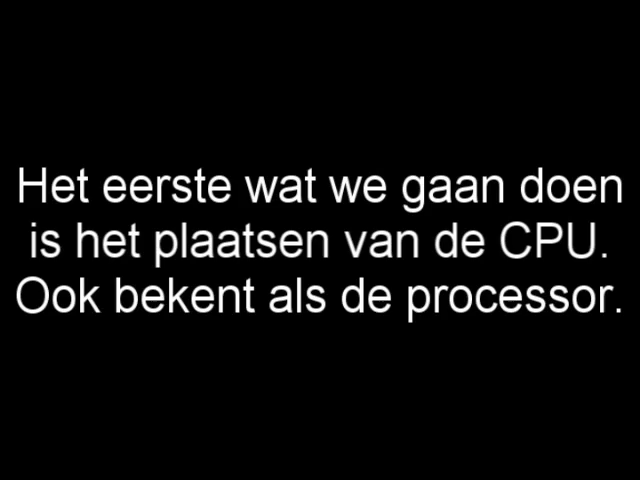 Het eerste wat we gaan doen
is het plaatsen van de CPU.
Ook bekent als de processor.